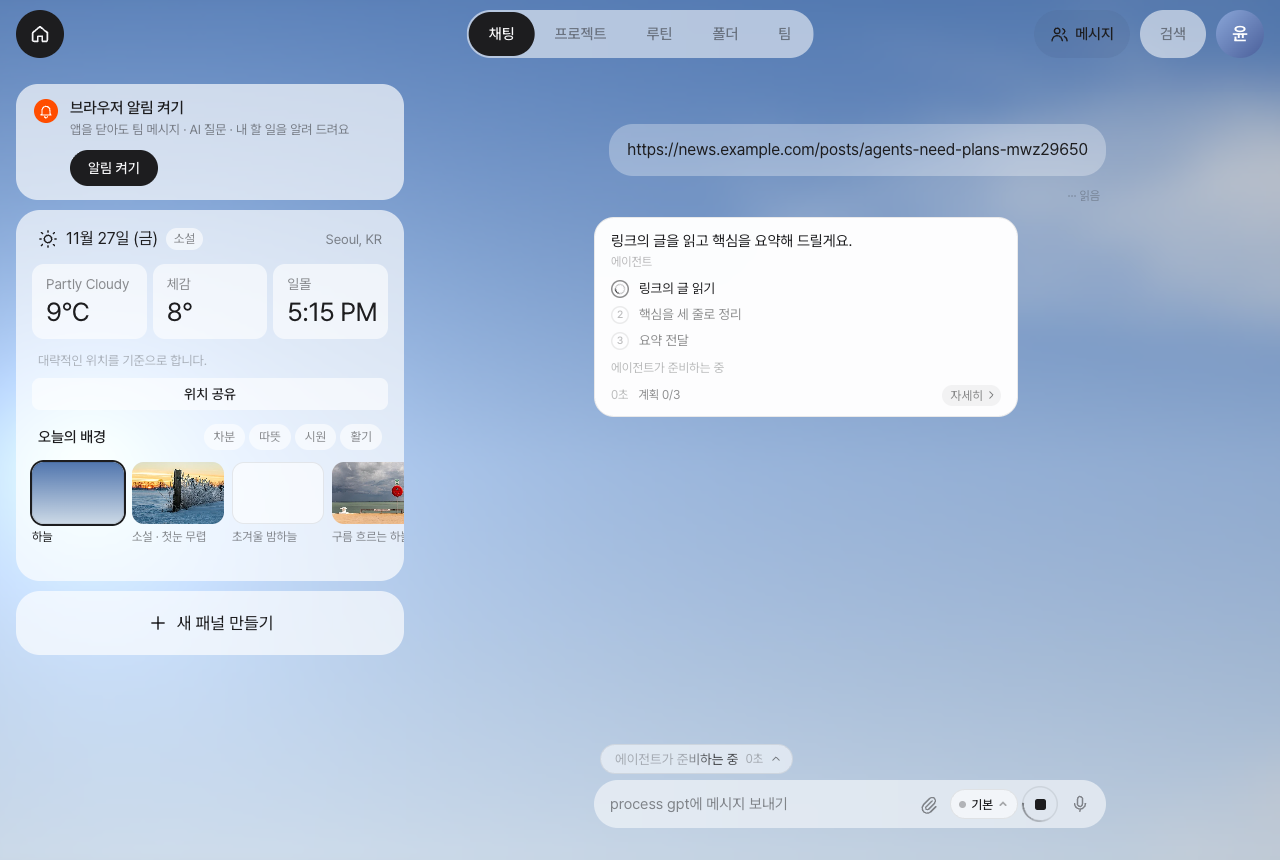 채팅
프로젝트
루틴
폴더
팀
메시지
검색
윤
브라우저 알림 켜기
앱을 닫아도 팀 메시지 · AI 질문 · 내 할 일을 알려 드려요
알림 켜기
11월 27일 (금) 소설 Seoul, KR
Partly Cloudy
9°C
체감
8°
일몰
5:15 PM
대략적인 위치를 기준으로 합니다.
위치 공유
오늘의 배경
차분
따뜻
시원
활기
하늘
소설 · 첫눈 무렵
초겨울 밤하늘
구름 흐르는
새 패널 만들기
https://news.example.com/posts/agents-need-plans-mwz29650
··· 읽음
링크의 글을 읽고 핵심을 요약해 드릴게요.
에이전트
링크의 글 읽기
2 핵심을 세 줄로 정리
3 요약 전달
에이전트가 준비하는 중
0초 계획 0/3 자세히
에이전트가 준비하는 중 0초
process gpt에 메시지 보내기
기본